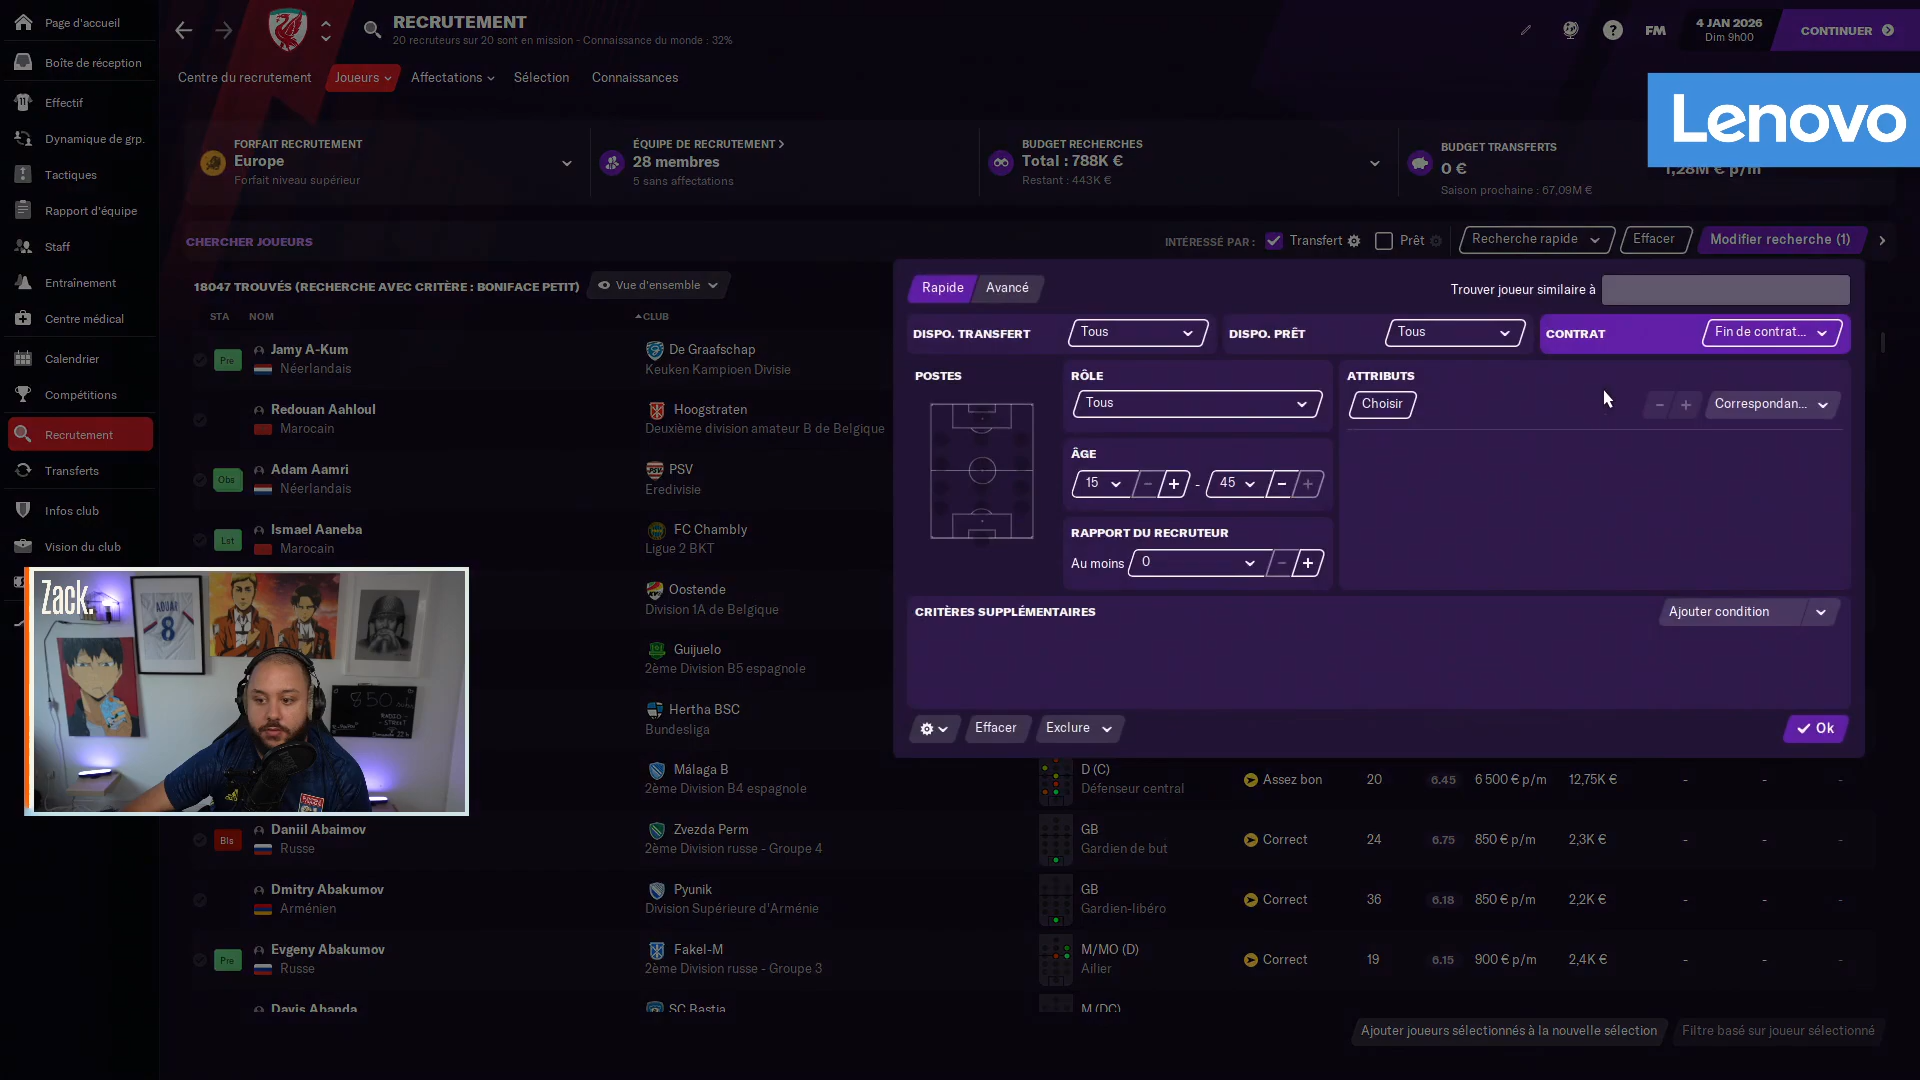 Page d'accueil
Boîte de réception
Effectif
Dynamique de grp.
Tactiques
Rapport d'équipe
Staff
Entraînement
Centre médical
Calendrier
Compétitions
Recrutement
Transferts
Infos club
Vision du club
RECRUTEMENT
20 recruteurs sur 20 sont en mission - Connaissance du monde : 32%
FM
4 JAN 2026
Dim 9h00
CONTINUER
Lenovo
Centre du recrutement
Joueurs
Affectations
Sélection
Connaissances
FORFAIT RECRUTEMENT
Europe
Forfait niveau supérieur
ÉQUIPE DE RECRUTEMENT
28 membres
5 sans affectations
BUDGET RECHERCHES
Total : 788K €
Restant : 443K €
BUDGET TRANSFERTS
0 €
Saison prochaine : 67,09M €
1,28M € p/m
CHERCHER JOUEURS
INTÉRESSÉ PAR :
Transfert
Prêt
Recherche rapide
Effacer
Modifier recherche (1)
18047 TROUVÉS (RECHERCHE AVEC CRITÈRE : BONIFACE PETIT)
Vue d'ensemble
STA
NOM
CLUB
Pre
Jamy A-Kum
Néerlandais
De Graafschap
Keuken Kampioen Divisie
Redouan Aahloul
Marocain
Hoogstraten
Deuxième division amateur B de Belgique
Obs
Adam Aamri
Néerlandais
PSV
Eredivisie
Lst
Ismael Aaneba
Marocain
FC Chambly
Ligue 2 BKT
Oostende
Division 1A de Belgique
Guijuelo
2ème Division B5 espagnole
Hertha BSC
Bundesliga
Málaga B
2ème Division B4 espagnole
D (C)
Défenseur central
Assez bon
20
6.45
6 500 € p/m
12,75K €
-
-
-
Bls
Daniil Abaimov
Russe
Zvezda Perm
2ème Division russe - Groupe 4
GB
Gardien de but
Correct
24
6.75
850 € p/m
2,3K €
-
-
-
Dmitry Abakumov
Arménien
Pyunik
Division Supérieure d'Arménie
GB
Gardien-libéro
Correct
36
6.18
850 € p/m
2,2K €
-
-
-
Pre
Evgeny Abakumov
Russe
Fakel-M
2ème Division russe - Groupe 3
M/MO (D)
Ailier
Correct
19
6.15
900 € p/m
2,4K €
-
-
-
Davis Abanda
SC Bastia
M (DC)
Rapide
Avancé
Trouver joueur similaire à
DISPO. TRANSFERT
Tous
DISPO. PRÊT
Tous
CONTRAT
Fin de contrat...
POSTES
RÔLE
Tous
ATTRIBUTS
Choisir
Correspondan...
ÂGE
15
-
45
RAPPORT DU RECRUTEUR
Au moins
0
CRITÈRES SUPPLÉMENTAIRES
Ajouter condition
Effacer
Exclure
Ok
Ajouter joueurs sélectionnés à la nouvelle sélection
Filtre basé sur joueur sélectionné
Zack.
AOUAR
8
850